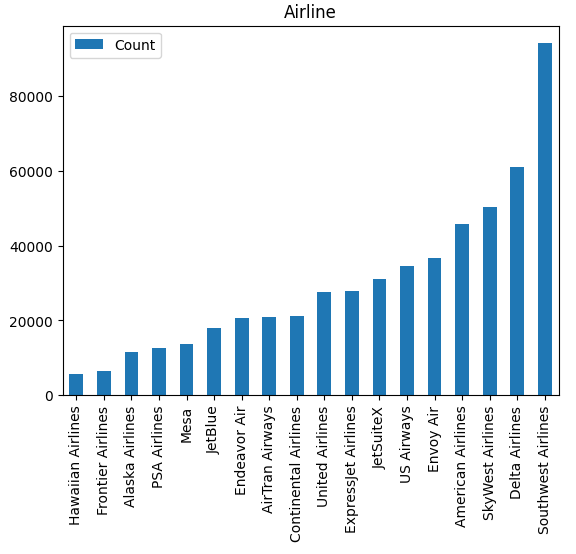 Airline
Count
80000
60000
40000
20000
0
Hawaiian Airlines
Frontier Airlines
Alaska Airlines
PSA Airlines
Mesa
JetBlue
Endeavor Air
AirTran Airways
Continental Airlines
United Airlines
ExpressJet Airlines
JetSuiteX
US Airways
Envoy Air
American Airlines
SkyWest Airlines
Delta Airlines
Southwest Airlines